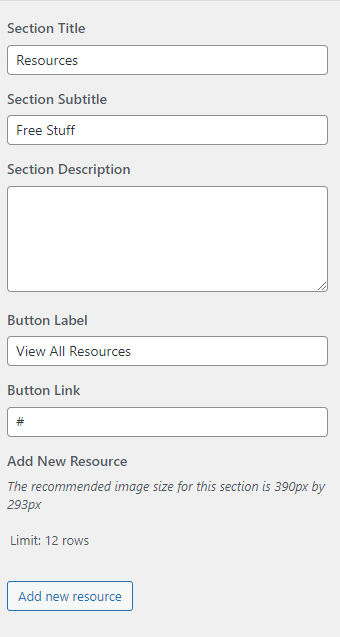 Section Title
Resources
Section Subtitle
Free Stuff
Section Description
Button Label
View All Resources
Button Link
#
Add New Resource
The recommended image size for this section is 390px by
293px
Limit: 12 rows
Add new resource